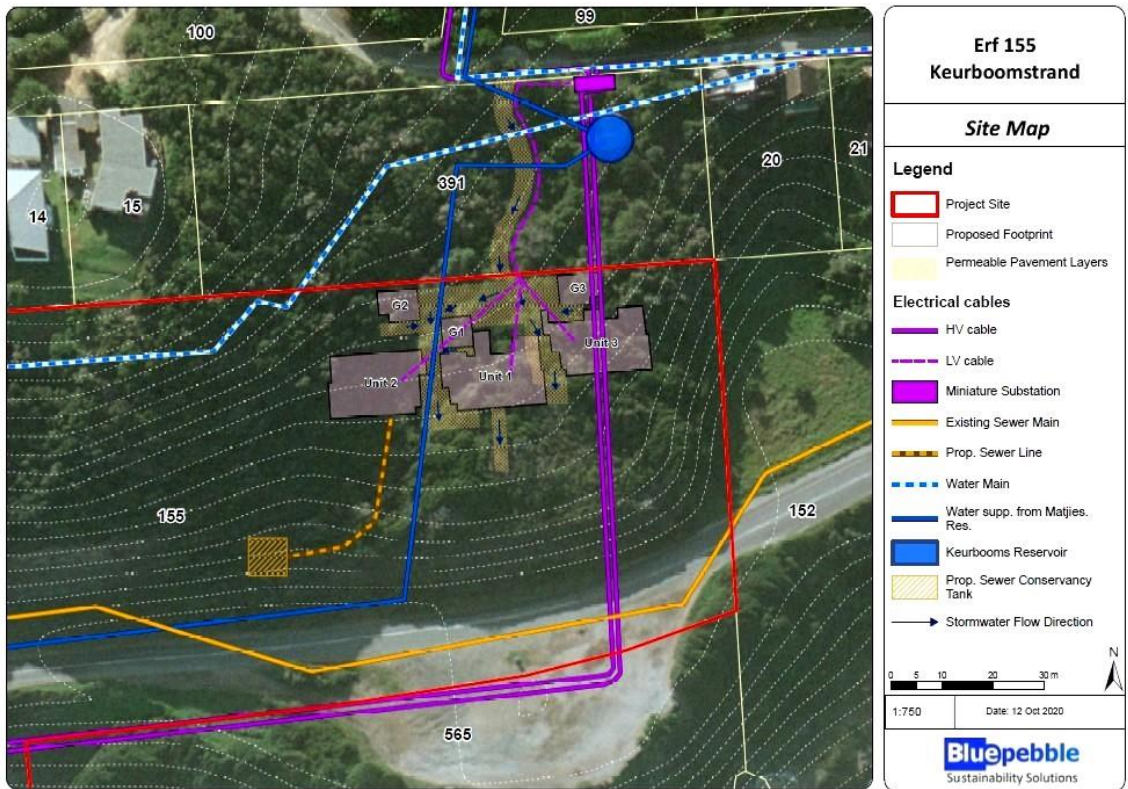 99
100
20
21
391
14
15
G2
G3
G1
Unit 3
Unit 2
Unit 1
155
152
565
Erf 155
Keurboomstrand
Site Map
Legend
Project Site
Proposed Footprint
Permeable Pavement Layers
Electrical cables
HV cable
LV cable
Miniature Substation
Existing Sewer Main
Prop. Sewer Line
Water Main
Water supp. from Matjies.
Res.
Keurbooms Reservoir
Prop. Sewer Conservancy
Tank
Stormwater Flow Direction
N
0 5 10 20 30 m
1:750
Date: 12 Oct 2020
Bluepebble
Sustainability Solutions